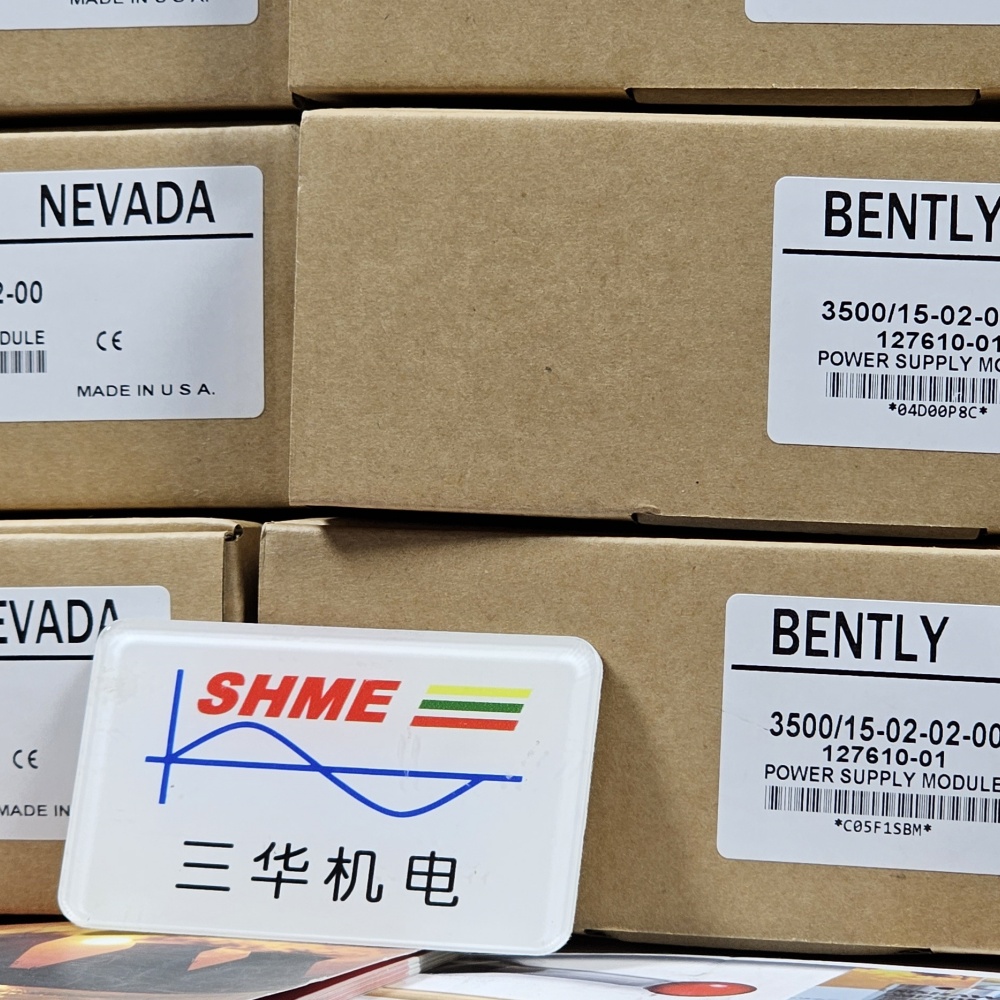 MADE IN U S A.
NEVADA
2-00
DULE
CE
MADE IN U S A.
BENTLY
3500/15-02-0
127610-01
POWER SUPPLY MO
*04D00P8C*
EVADA
CE
MADE IN
BENTLY
3500/15-02-02-00
127610-01
POWER SUPPLY MODULE
*C05F1SBM*
SHME
三华机电